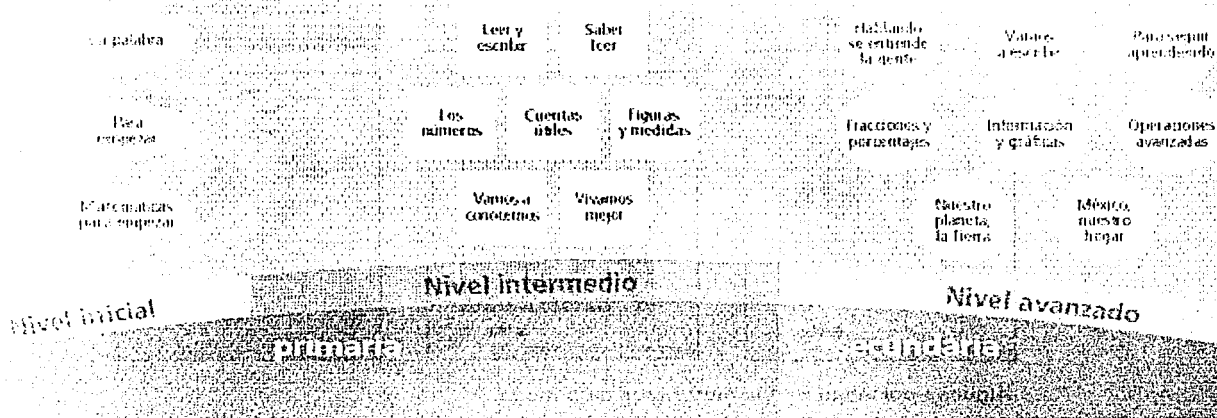 La palabra
Leer y
escribir
Saber
leer
Hablando
se entiende
la gente
Vamos
a escribir
Para seguir
aprendiendo
Para
empezar
Los
números
Cuentas
útiles
Figuras
y medidas
Fracciones y
porcentajes
Información
y gráficas
Operaciones
avanzadas
Matemáticas
para empezar
Vamos a
conocernos
Vivamos
mejor
Nuestro
planeta,
la Tierra
México,
nuestro
hogar
Nivel inicial
Nivel intermedio
Nivel avanzado
primaria
secundaria